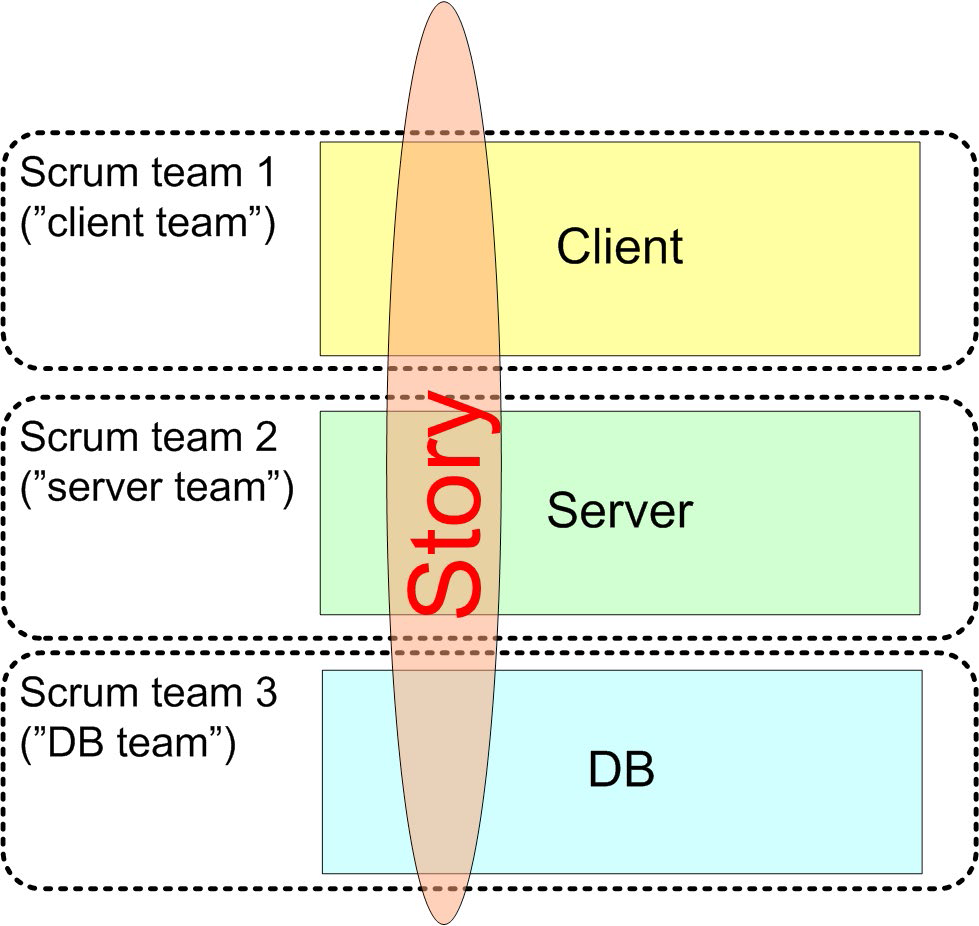 Scrum team 1
(”client team”)
Client
Scrum team 2
(”server team”)
Server
Story
Scrum team 3
(”DB team”)
DB